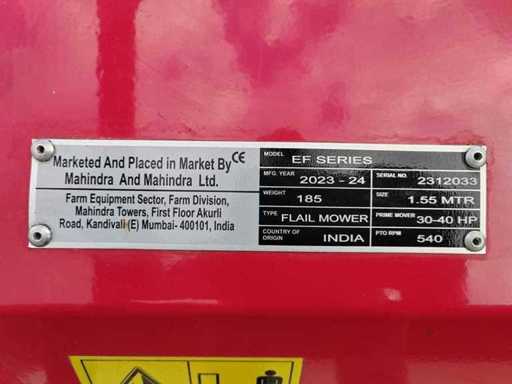 Marketed And Placed in Market By CE
Mahindra And Mahindra Ltd.
Farm Equipment Sector, Farm Division,
Mahindra Towers, First Floor Akurli
Road, Kandivali (E) Mumbai- 400101, India
MODEL EF SERIES
MFG. YEAR 2023 - 24 SERIAL NO. 2312033
WEIGHT 185 SIZE 1.55 MTR
TYPE FLAIL MOWER PRIME MOVER 30-40 HP
COUNTRY OF ORIGIN INDIA PTO RPM 540